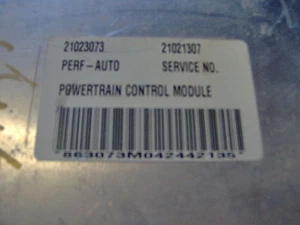 21023073 21021307
PERF-AUTO SERVICE NO.
POWERTRAIN CONTROL MODULE
863073M042442135